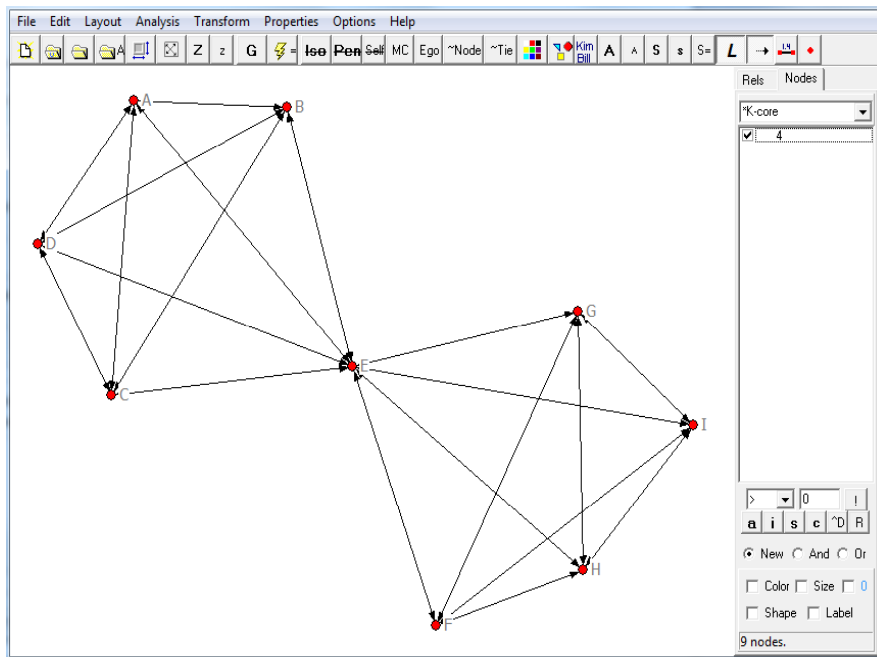 File Edit Layout Analysis Transform Properties Options Help
A Z z G = Iso Pen Self MC Ego ~Node ~Tie Kim Bill A A S s S= L
Rels Nodes
*K-core
4
A
B
D
C
E
G
I
H
F
> 0 !
a i s c ^D R
New And Or
Color Size 0
Shape Label
9 nodes.